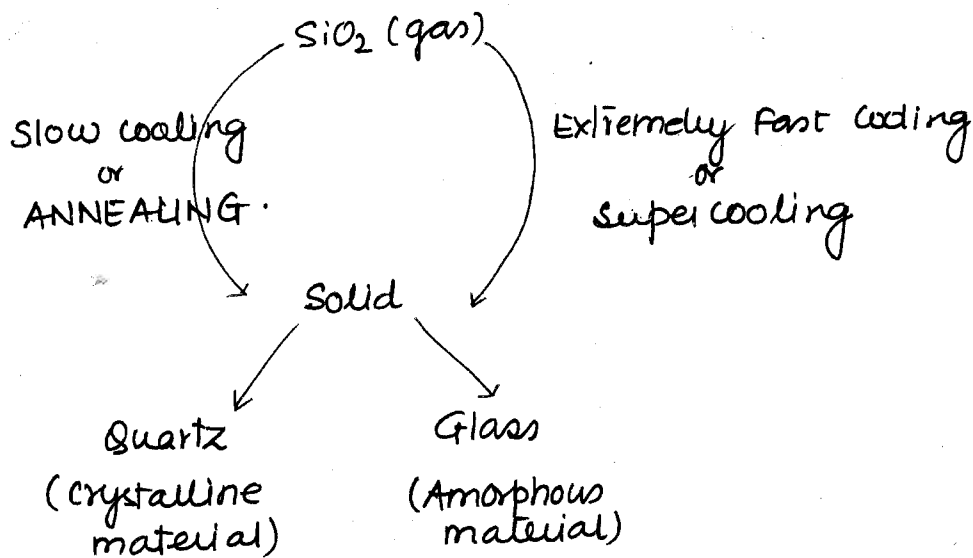 SiO₂ (gas)
Slow cooling
or
ANNEALING.
Extremely Fast Cooling
or
Supercooling
Solid
Quartz
(crystalline
material)
Glass
(Amorphous
material)